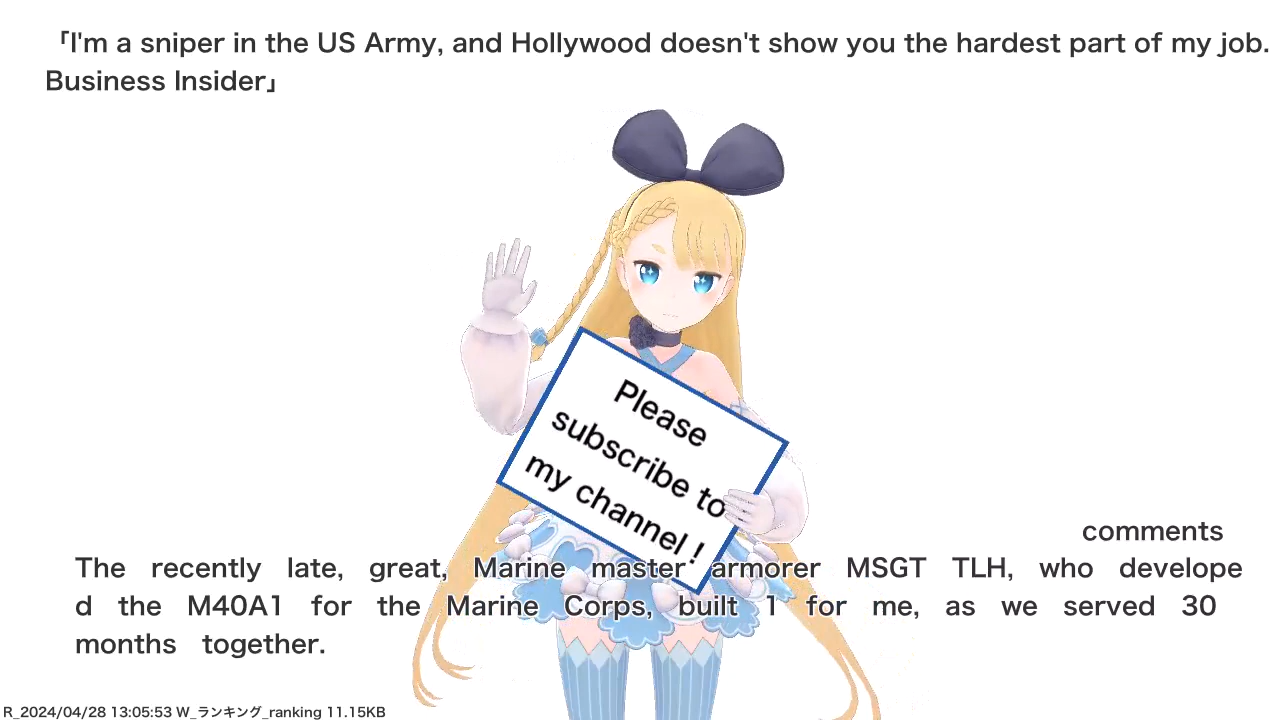 「I'm a sniper in the US Army, and Hollywood doesn't show you the hardest part of my job.
Business Insider」
Please
subscribe to
my channel !
comments
The recently late, great, Marine master armorer MSGT TLH, who develope
d the M40A1 for the Marine Corps, built 1 for me, as we served 30
months together.
R_2024/04/28 13:05:53 W_ランキング_ranking 11.15KB